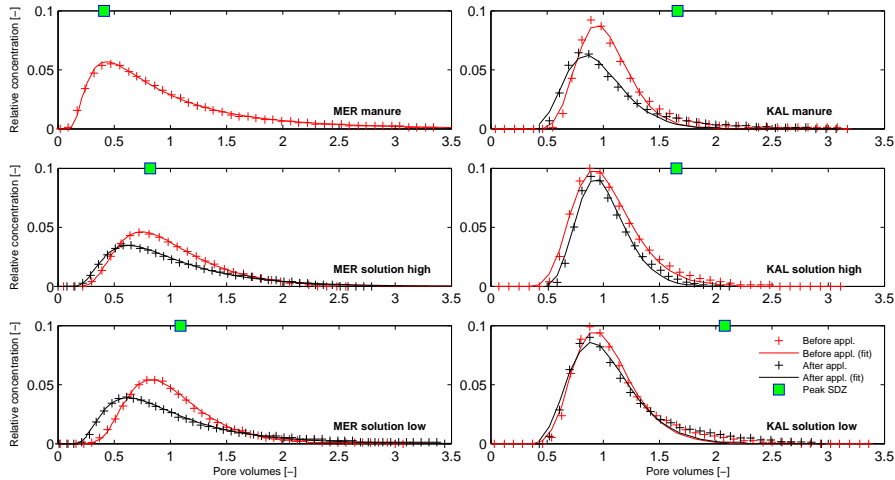 0.1
0.05
0
0 0.5 1 1.5 2 2.5 3 3.5
Relative concentration [–]
MER manure
0.1
0.05
0
0 0.5 1 1.5 2 2.5 3 3.5
Relative concentration [–]
KAL manure
0.1
0.05
0
0 0.5 1 1.5 2 2.5 3 3.5
Relative concentration [–]
MER solution high
0.1
0.05
0
0 0.5 1 1.5 2 2.5 3 3.5
KAL solution high
0.1
0.05
0
0 0.5 1 1.5 2 2.5 3 3.5
Relative concentration [–]
Pore volumes [–]
MER solution low
0.1
0.05
0
0 0.5 1 1.5 2 2.5 3 3.5
Pore volumes [–]
KAL solution low
Before appl.
Before appl. (fit)
After appl.
After appl. (fit)
Peak SDZ